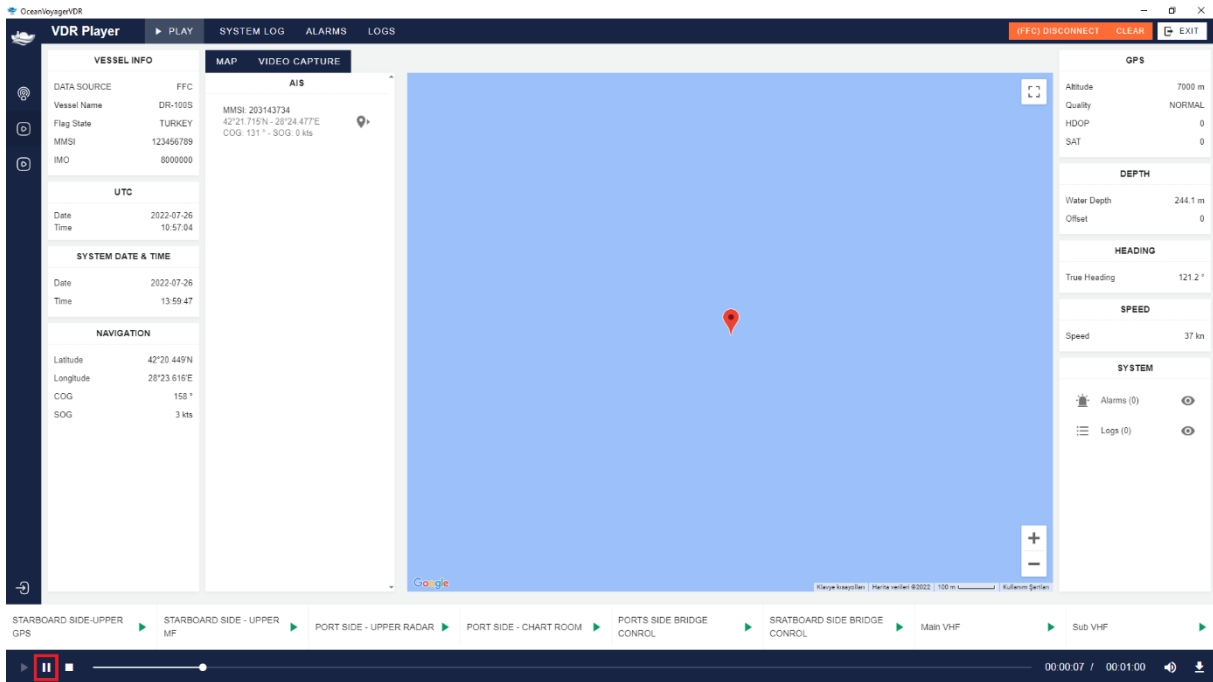 OceanVoyagerVDR
VDR Player
PLAY
SYSTEM LOG
ALARMS
LOGS
(FFC) DISCONNECT
CLEAR
EXIT
VESSEL INFO
DATA SOURCE FFC
Vessel Name DR-100S
Flag State TURKEY
MMSI 123456789
IMO 8000000
UTC
Date 2022-07-26
Time 10:57:04
SYSTEM DATE & TIME
Date 2022-07-26
Time 13:59:47
NAVIGATION
Latitude 42°20.449'N
Longitude 28°23.616'E
COG 158 °
SOG 3 kts
MAP
VIDEO CAPTURE
AIS
MMSI: 203143734
42°21.715'N - 28°24.477'E
COG: 131 ° - SOG: 0 kts
Google
Klavye kısayolları
Harita verileri ©2022
100 m
Kullanım Şartları
GPS
Altitude 7000 m
Quality NORMAL
HDOP 0
SAT 0
DEPTH
Water Depth 244.1 m
Offset 0
HEADING
True Heading 121.2 °
SPEED
Speed 37 kn
SYSTEM
Alarms (0)
Logs (0)
STARBOARD SIDE-UPPER
GPS
STARBOARD SIDE - UPPER
MF
PORT SIDE - UPPER RADAR
PORT SIDE - CHART ROOM
PORTS SIDE BRIDGE
CONROL
SRATBOARD SIDE BRIDGE
CONROL
Main VHF
Sub VHF
00:00:07 / 00:01:00